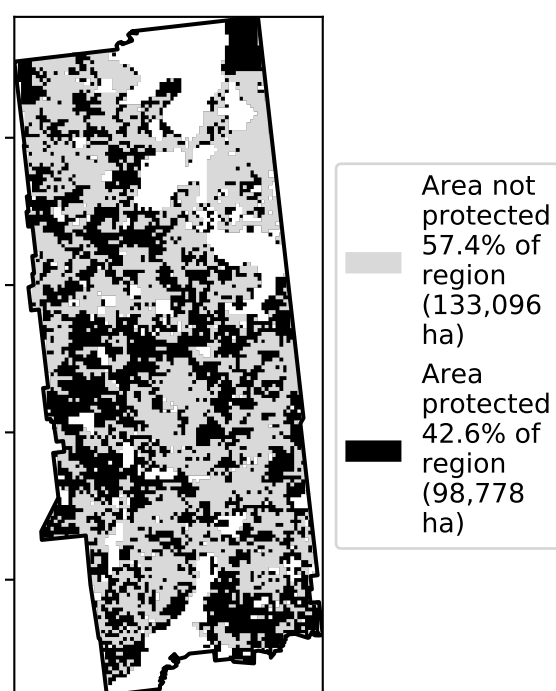 Area not
protected
57.4% of
region
(133,096
ha)
Area
protected
42.6% of
region
(98,778
ha)